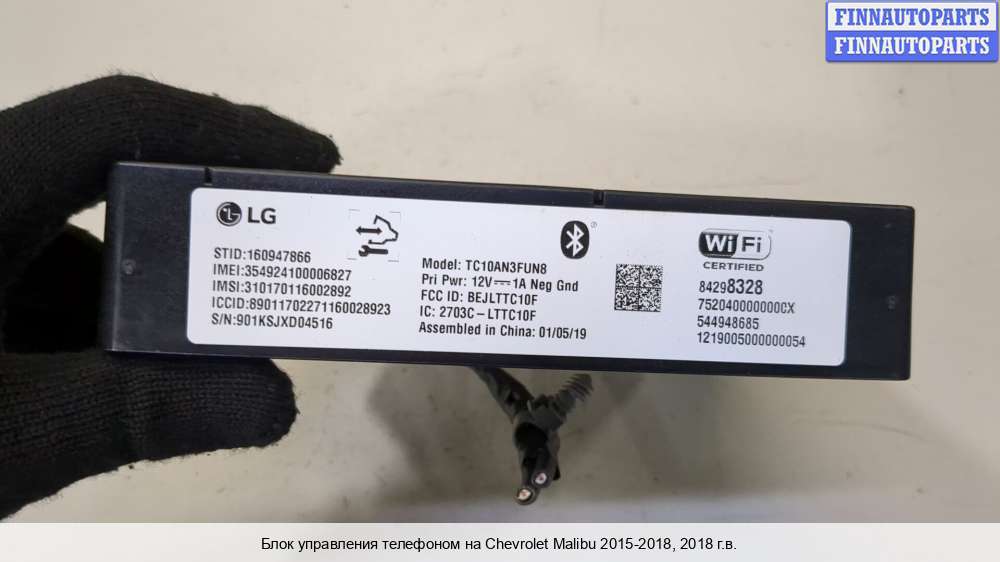 FINNAUTOPARTS
FINNAUTOPARTS
LG
STID:160947866
IMEI:354924100006827
IMSI:310170116002892
ICCID:89011702271160028923
S/N:901KSJXD04516
Model: TC10AN3FUN8
Pri Pwr: 12V⎓1A Neg Gnd
FCC ID: BEJLTTC10F
IC: 2703C-LTTC10F
Assembled in China: 01/05/19
Wi Fi
CERTIFIED
84298328
752040000000CX
544948685
1219005000000054
Блок управления телефоном на Chevrolet Malibu 2015-2018, 2018 г.в.